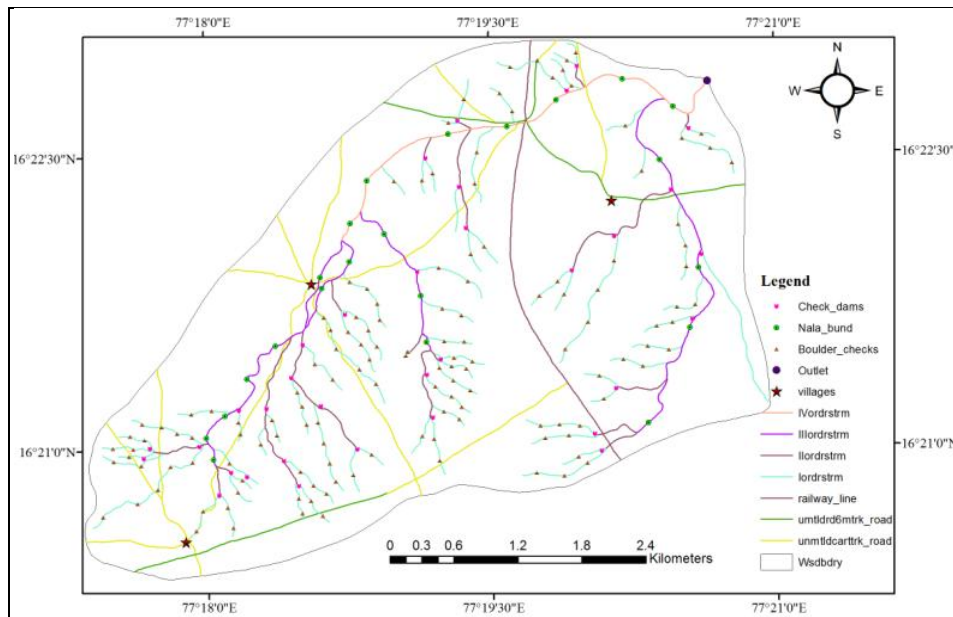 77°18'0"E 77°19'30"E 77°21'0"E
N
W E
S
16°22'30"N 16°22'30"N
Legend
Check_dams
Nala_bund
Boulder_checks
Outlet
villages
IVordrstrm
IIIordrstrm
IIordrstrm
Iordrstrm
railway_line
umtldrd6mtrk_road
unmtldcarttrk_road
Wsdbdry
16°21'0"N 16°21'0"N
0 0.3 0.6 1.2 1.8 2.4
Kilometers
77°18'0"E 77°19'30"E 77°21'0"E